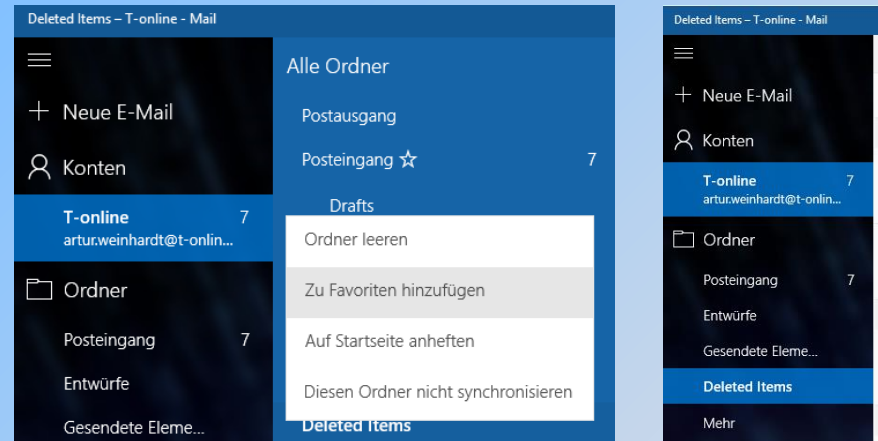 Deleted Items – T-online - Mail
Neue E-Mail
Konten
T-online 7
artur.weinhardt@t-onlin...
Ordner
Posteingang 7
Entwürfe
Gesendete Eleme...
Alle Ordner
Postausgang
Posteingang 7
Drafts
Ordner leeren
Zu Favoriten hinzufügen
Auf Startseite anheften
Diesen Ordner nicht synchronisieren
Deleted Items
Deleted Items – T-online - Mail
Neue E-Mail
Konten
T-online 7
artur.weinhardt@t-onlin...
Ordner
Posteingang 7
Entwürfe
Gesendete Eleme...
Deleted Items
Mehr